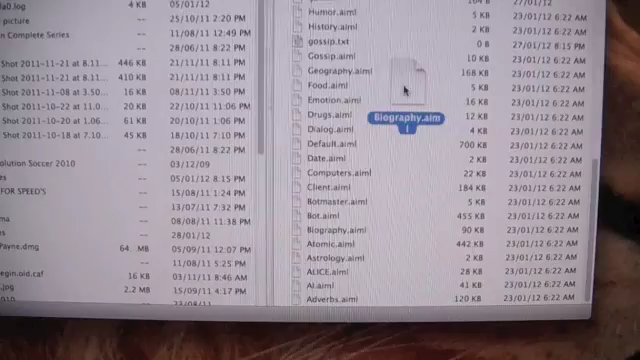 4 KB 05/01/12
picture -- 25/10/11 2:20 PM
n Complete Series -- 11/08/12 12:49 PM
-- 28/06/11 8:22 PM
Shot 2011-11-21 at 8.11... 446 KB 21/11/11 8:11 PM
Shot 2011-11-21 at 8.11... 410 KB 21/11/11 8:11 PM
Shot 2011-11-08 at 3.50... 16 KB 08/11/11 3:50 PM
Shot 2011-10-22 at 11.0... 20 KB 22/10/11 11:06 PM
Shot 2011-10-20 at 1.06... 61 KB 20/10/11 1:06 PM
Shot 2011-10-18 at 7.10... 45 KB 18/10/11 7:10 PM
-- 28/06/11 8:22 PM
olution Soccer 2010 -- 03/12/09
-- 05/01/12 8:15 PM
FOR SPEED'S -- 15/08/11 1:24 PM
-- 13/07/11 7:32 PM
-- 08/08/11 11:38 PM
-- 28/01/12
Payne.dmg 64 MB 05/09/11 12:07 PM
-- 11/08/11 5:25 PM
egin.old.caf 16 KB 03/11/11 8:46 AM
.jpg 2.2 MB 15/09/11 4:17 PM
Humor.aiml 5 KB 23/01/12 6:22 AM
History.aiml 2 KB 23/01/12 6:22 AM
gossip.txt 0 B 27/01/12 8:15 PM
Gossip.aiml 10 KB 23/01/12 6:22 AM
Geography.aiml 168 KB 23/01/12 6:22 AM
Food.aiml 5 KB 23/01/12 6:22 AM
Emotion.aiml 16 KB 23/01/12 6:22 AM
Drugs.aiml 12 KB 23/01/12 6:22 AM
Biography.aiml
Dialog.aiml 4 KB 23/01/12 6:22 AM
Default.aiml 700 KB 23/01/12 6:22 AM
Date.aiml 2 KB 23/01/12 6:22 AM
Computers.aiml 22 KB 23/01/12 6:22 AM
Client.aiml 184 KB 23/01/12 6:22 AM
Botmaster.aiml 5 KB 23/01/12 6:22 AM
Bot.aiml 455 KB 23/01/12 6:22 AM
Biography.aiml 90 KB 23/01/12 6:22 AM
Atomic.aiml 442 KB 23/01/12 6:22 AM
Astrology.aiml 2 KB 23/01/12 6:22 AM
ALICE.aiml 28 KB 23/01/12 6:22 AM
AI.aiml 41 KB 23/01/12 6:22 AM
Adverbs.aiml 120 KB 23/01/12 6:22 AM